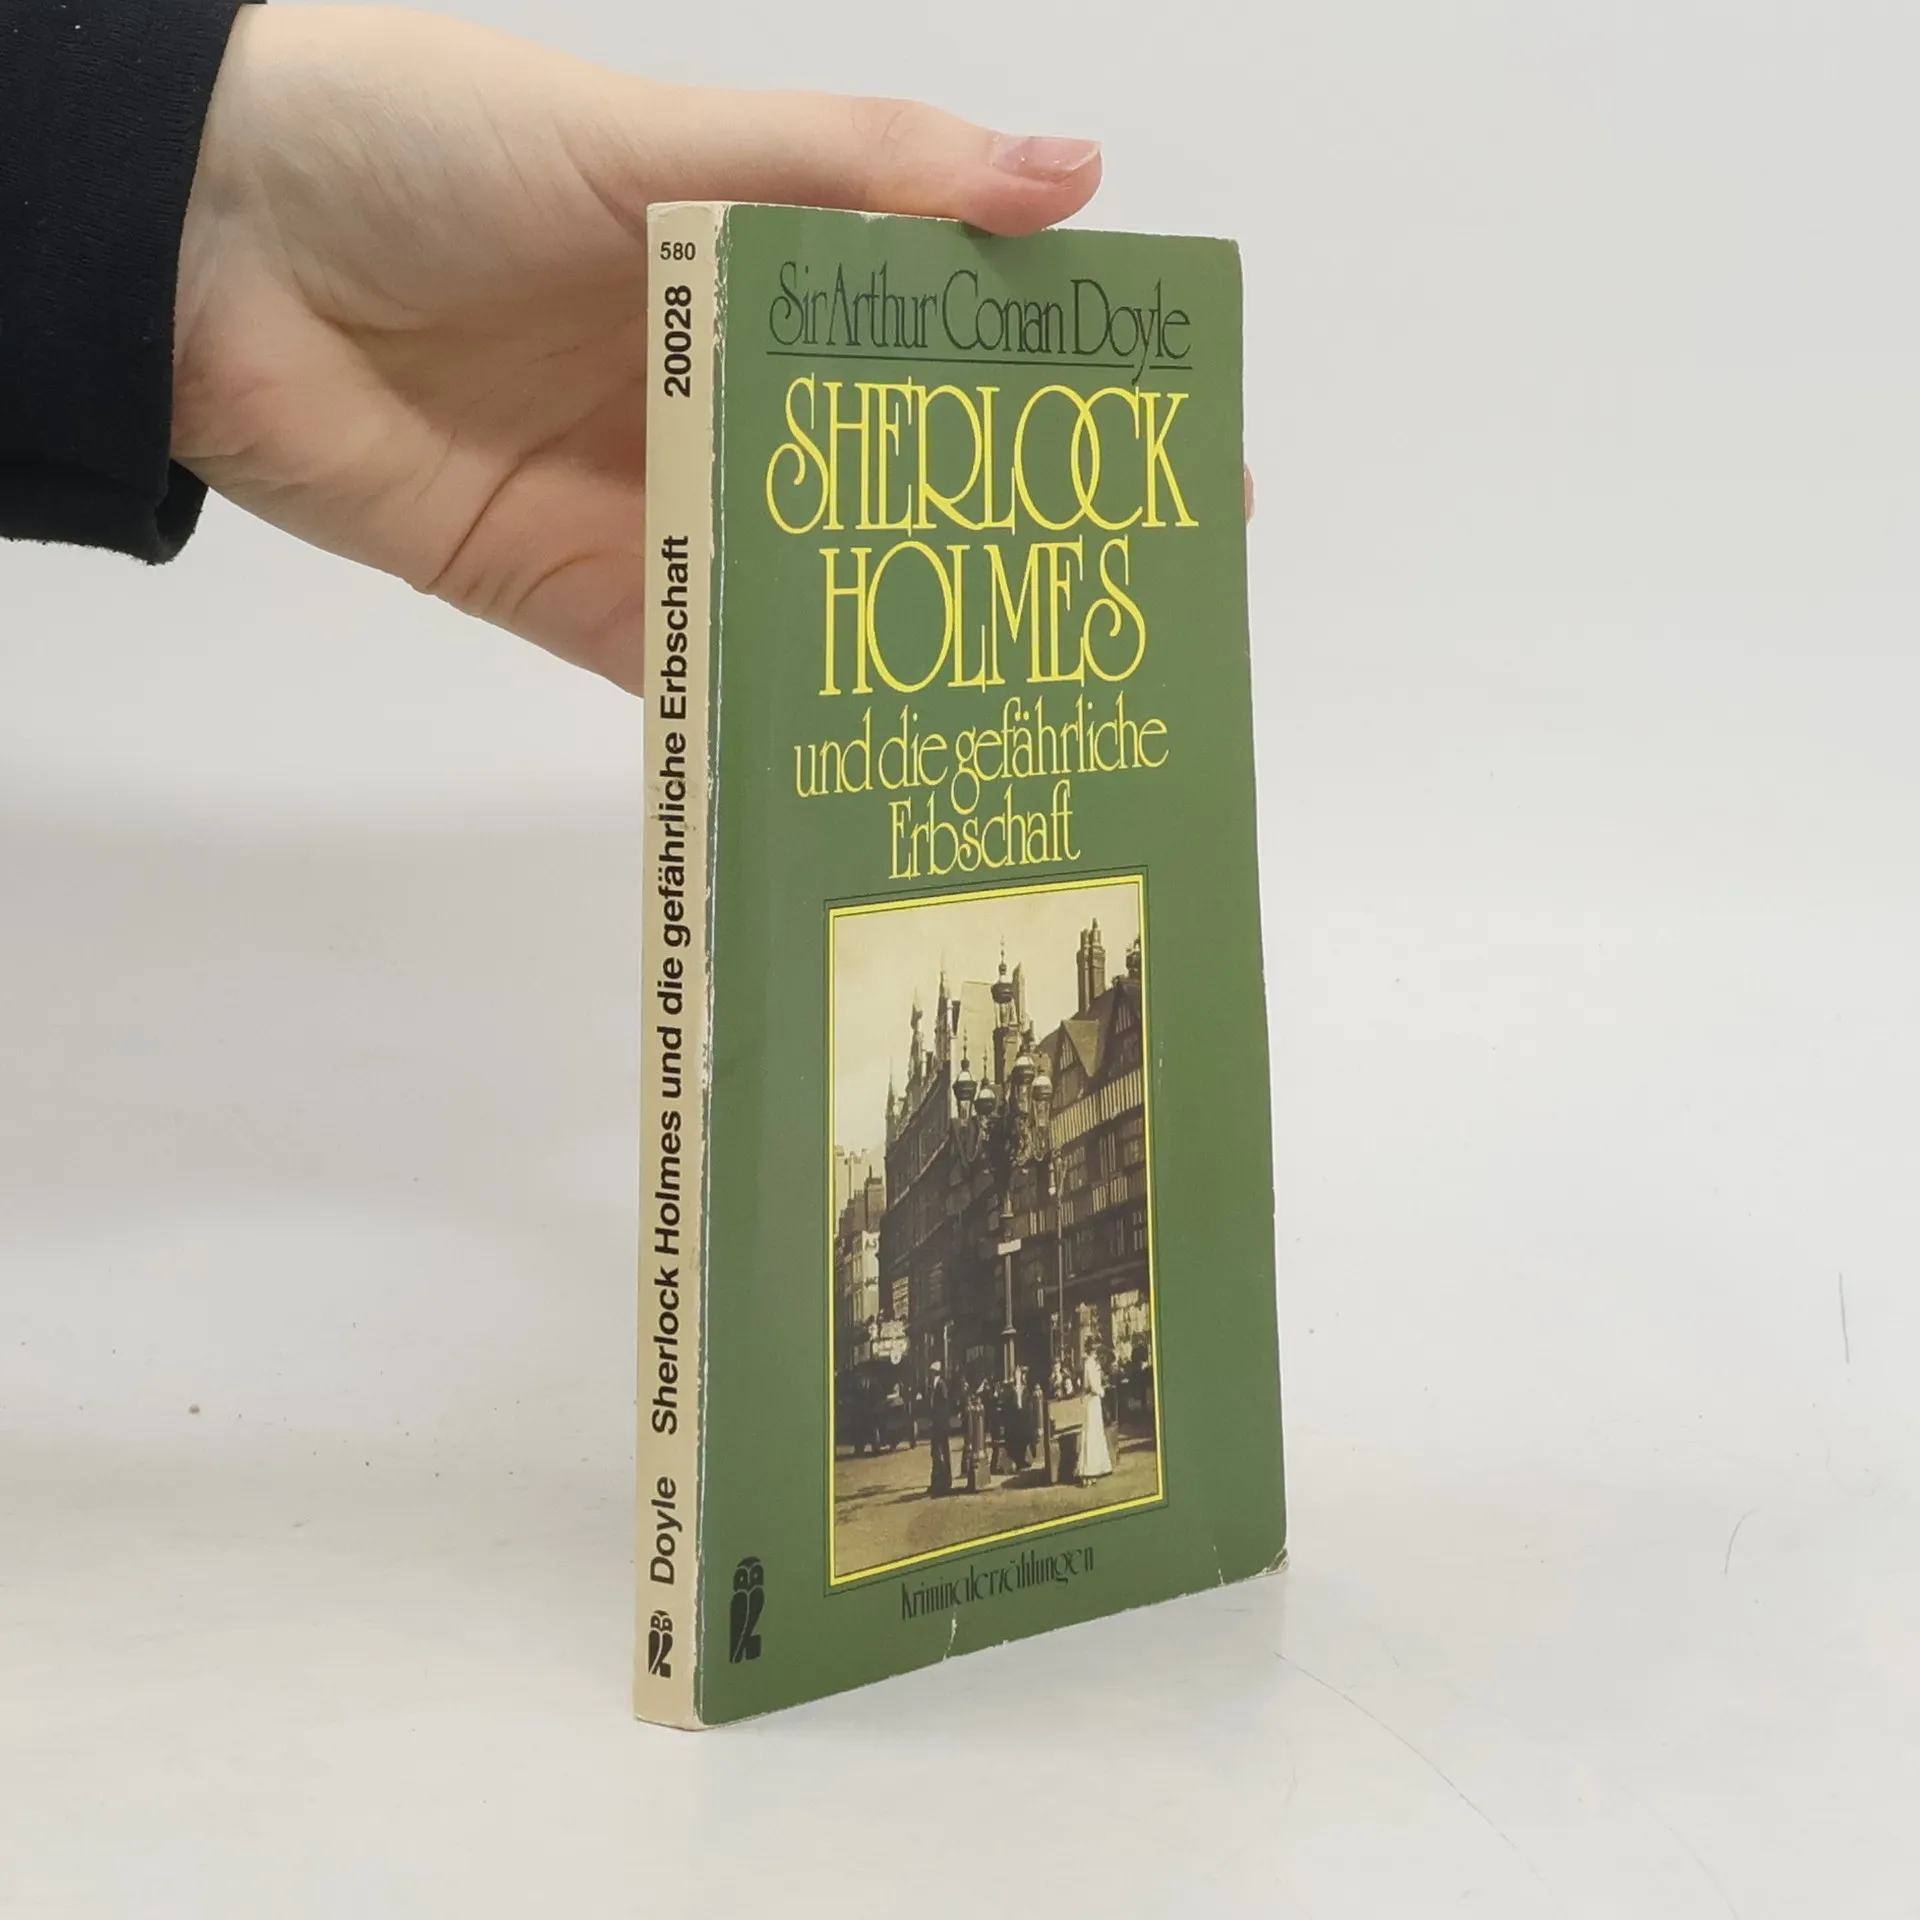 580
20028
Doyle Sherlock Holmes und die gefährliche Erbschaft
Sir Arthur Conan Doyle
SHERLOCK
HOLMES
und die gefährliche
Erbschaft
Kriminalerzählungen